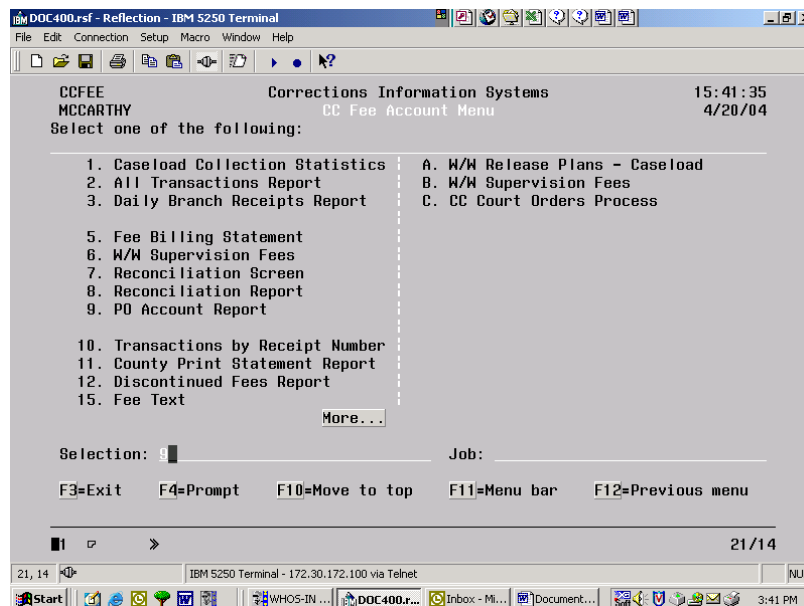 DOC400.rsf - Reflection - IBM 5250 Terminal
File Edit Connection Setup Macro Window Help
CCFEE Corrections Information Systems 15:41:35
MCCARTHY CC Fee Account Menu 4/20/04
Select one of the following:
1. Caseload Collection Statistics A. W/W Release Plans - Caseload
2. All Transactions Report B. W/W Supervision Fees
3. Daily Branch Receipts Report C. CC Court Orders Process
5. Fee Billing Statement
6. W/W Supervision Fees
7. Reconciliation Screen
8. Reconciliation Report
9. PO Account Report
10. Transactions by Receipt Number
11. County Print Statement Report
12. Discontinued Fees Report
15. Fee Text
More...
Selection: 9 Job:
F3=Exit F4=Prompt F10=Move to top F11=Menu bar F12=Previous menu
1 21/14
21, 14 IBM 5250 Terminal - 172.30.172.100 via Telnet NU
Start WHOS-IN ... DOC400.r... Inbox - Mi... Document... 3:41 PM